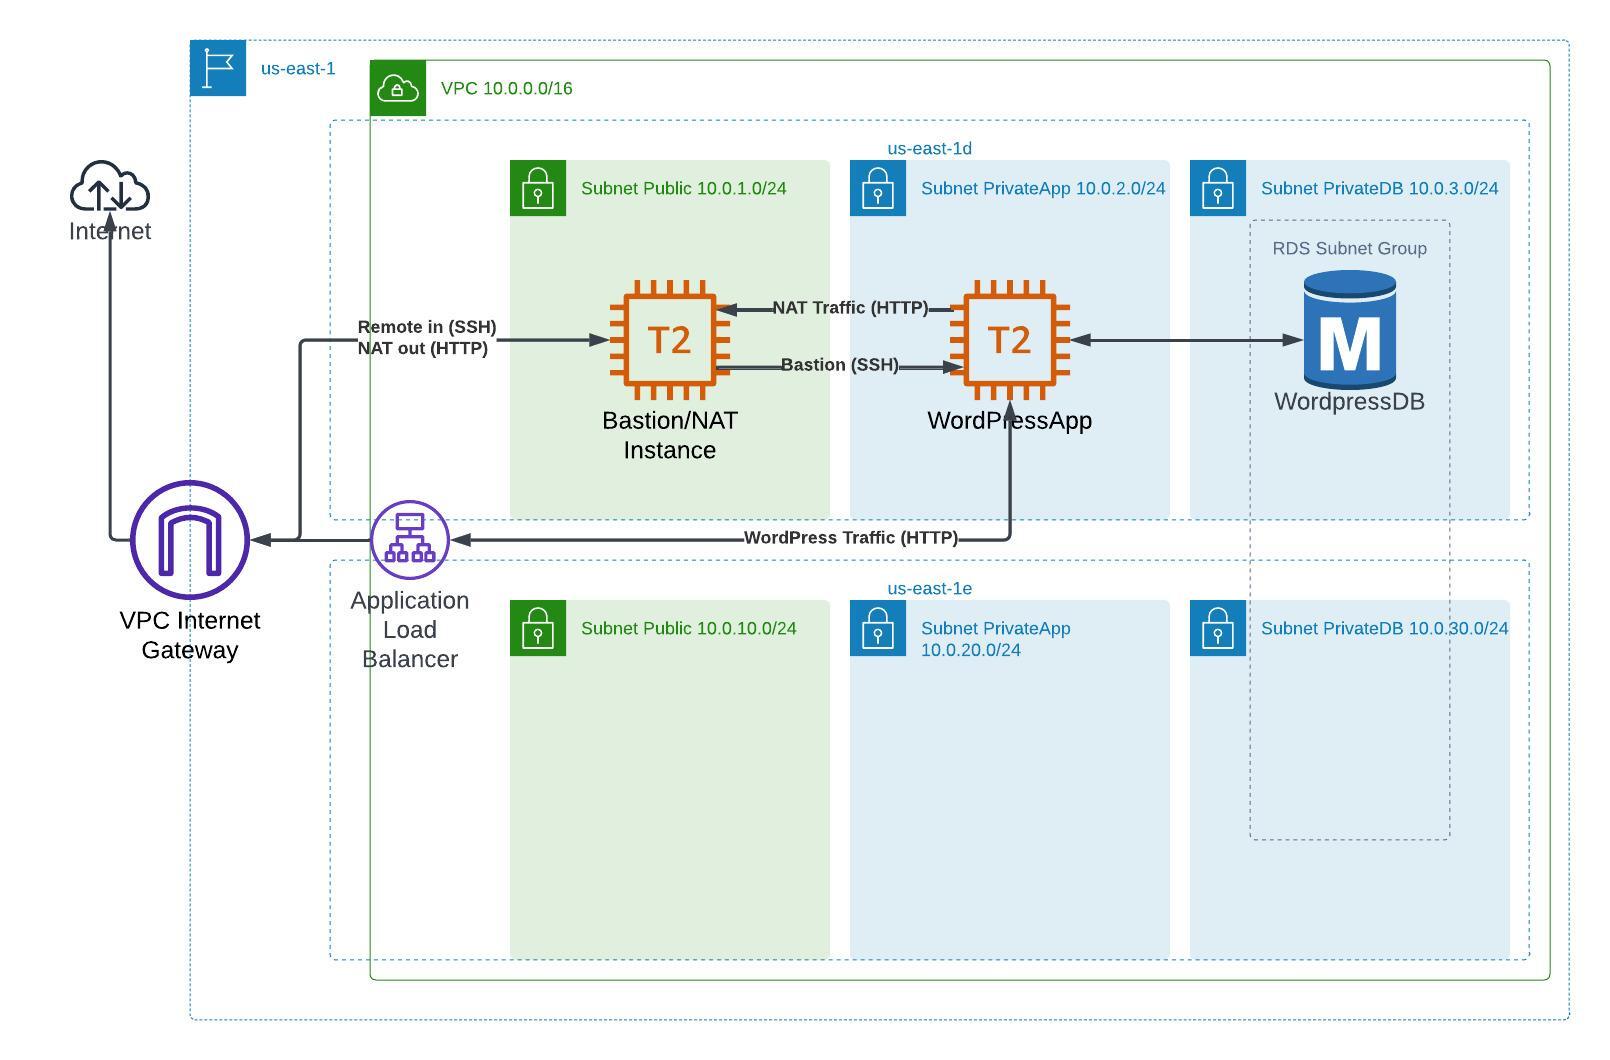 us-east-1
VPC 10.0.0.0/16
us-east-1d
Subnet Public 10.0.1.0/24
Subnet PrivateApp 10.0.2.0/24
Subnet PrivateDB 10.0.3.0/24
Internet
RDS Subnet Group
Remote in (SSH)
NAT out (HTTP)
T2
NAT Traffic (HTTP)
Bastion (SSH)
T2
M
Bastion/NAT
Instance
WordPressApp
WordpressDB
WordPress Traffic (HTTP)
VPC Internet
Gateway
Application
Load
Balancer
us-east-1e
Subnet Public 10.0.10.0/24
Subnet PrivateApp
10.0.20.0/24
Subnet PrivateDB 10.0.30.0/24